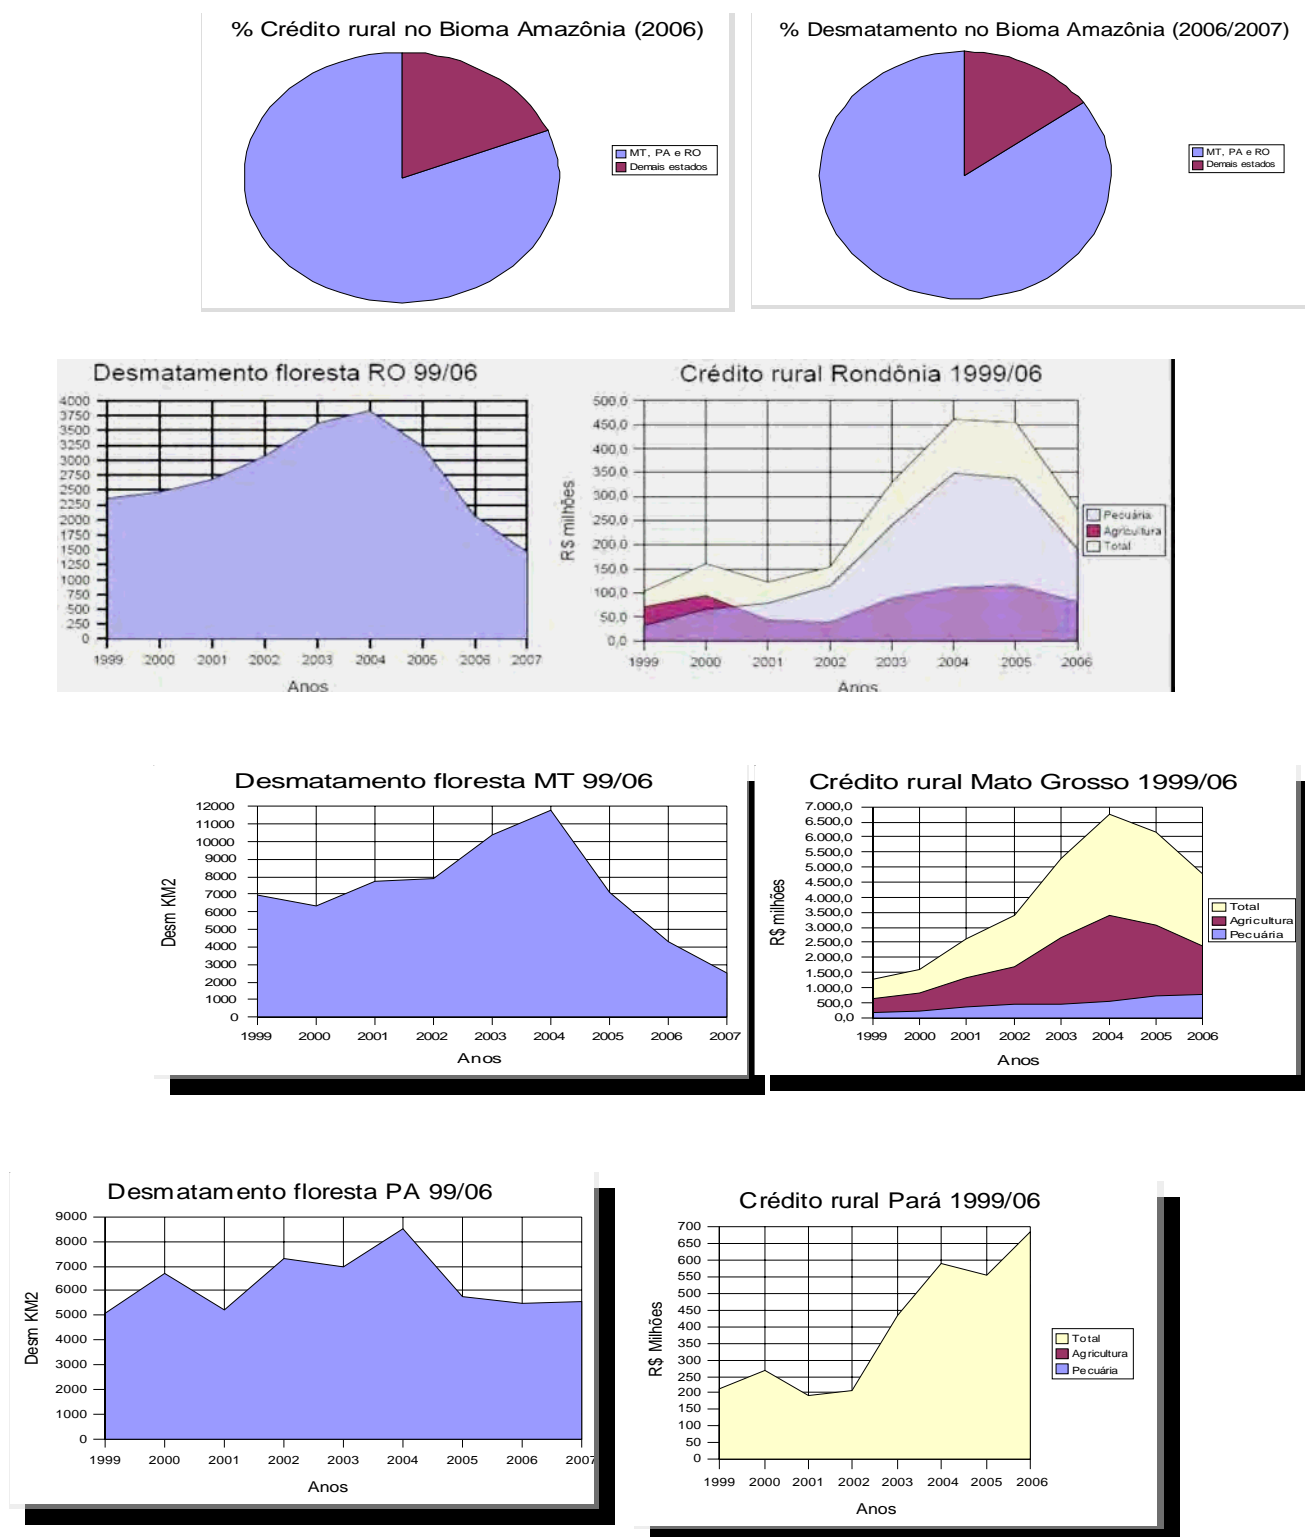 % Crédito rural no Bioma Amazônia (2006)
MT, PA e RO
Demais estados
% Desmatamento no Bioma Amazônia (2006/2007)
MT, PA e RO
Demais estados
Desmatamento floresta RO 99/06
4000
3750
3500
3250
3000
2750
2500
2250
2000
1750
1500
1250
1000
750
500
250
0
1999 2000 2001 2002 2003 2004 2005 2006 2007
Anos
Crédito rural Rondônia 1999/06
R$ milhões
500,0
450,0
400,0
350,0
300,0
250,0
200,0
150,0
100,0
50,0
0,0
1999 2000 2001 2002 2003 2004 2005 2006
Anos
Pecuária
Agricultura
Total
Desmatamento floresta MT 99/06
Desm KM2
12000
11000
10000
9000
8000
7000
6000
5000
4000
3000
2000
1000
0
1999 2000 2001 2002 2003 2004 2005 2006 2007
Anos
Crédito rural Mato Grosso 1999/06
R$ milhões
7.000,0
6.500,0
6.000,0
5.500,0
5.000,0
4.500,0
4.000,0
3.500,0
3.000,0
2.500,0
2.000,0
1.500,0
1.000,0
500,0
0,0
1999 2000 2001 2002 2003 2004 2005 2006
Anos
Total
Agricultura
Pecuária
Desmatamento floresta PA 99/06
Desm KM2
9000
8000
7000
6000
5000
4000
3000
2000
1000
0
1999 2000 2001 2002 2003 2004 2005 2006 2007
Anos
Crédito rural Pará 1999/06
R$ Milhões
700
650
600
550
500
450
400
350
300
250
200
150
100
50
0
1999 2000 2001 2002 2003 2004 2005 2006
Anos
Total
Agricultura
Pecuária